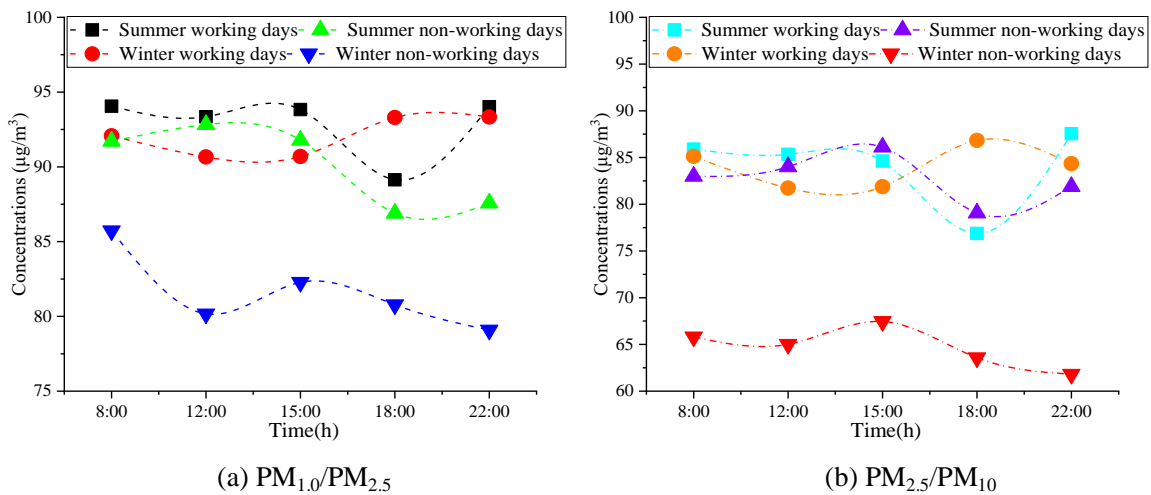 100
95
90
85
80
75
Concentrations (μg/m³)
Summer working days
Summer non-working days
Winter working days
Winter non-working days
8:00 12:00 15:00 18:00 22:00
Time(h)
(a) PM₁.₀/PM₂.₅
100
95
90
85
80
75
70
65
60
Concentrations (μg/m³)
Summer working days
Summer non-working days
Winter working days
Winter non-working days
8:00 12:00 15:00 18:00 22:00
Time(h)
(b) PM₂.₅/PM₁₀